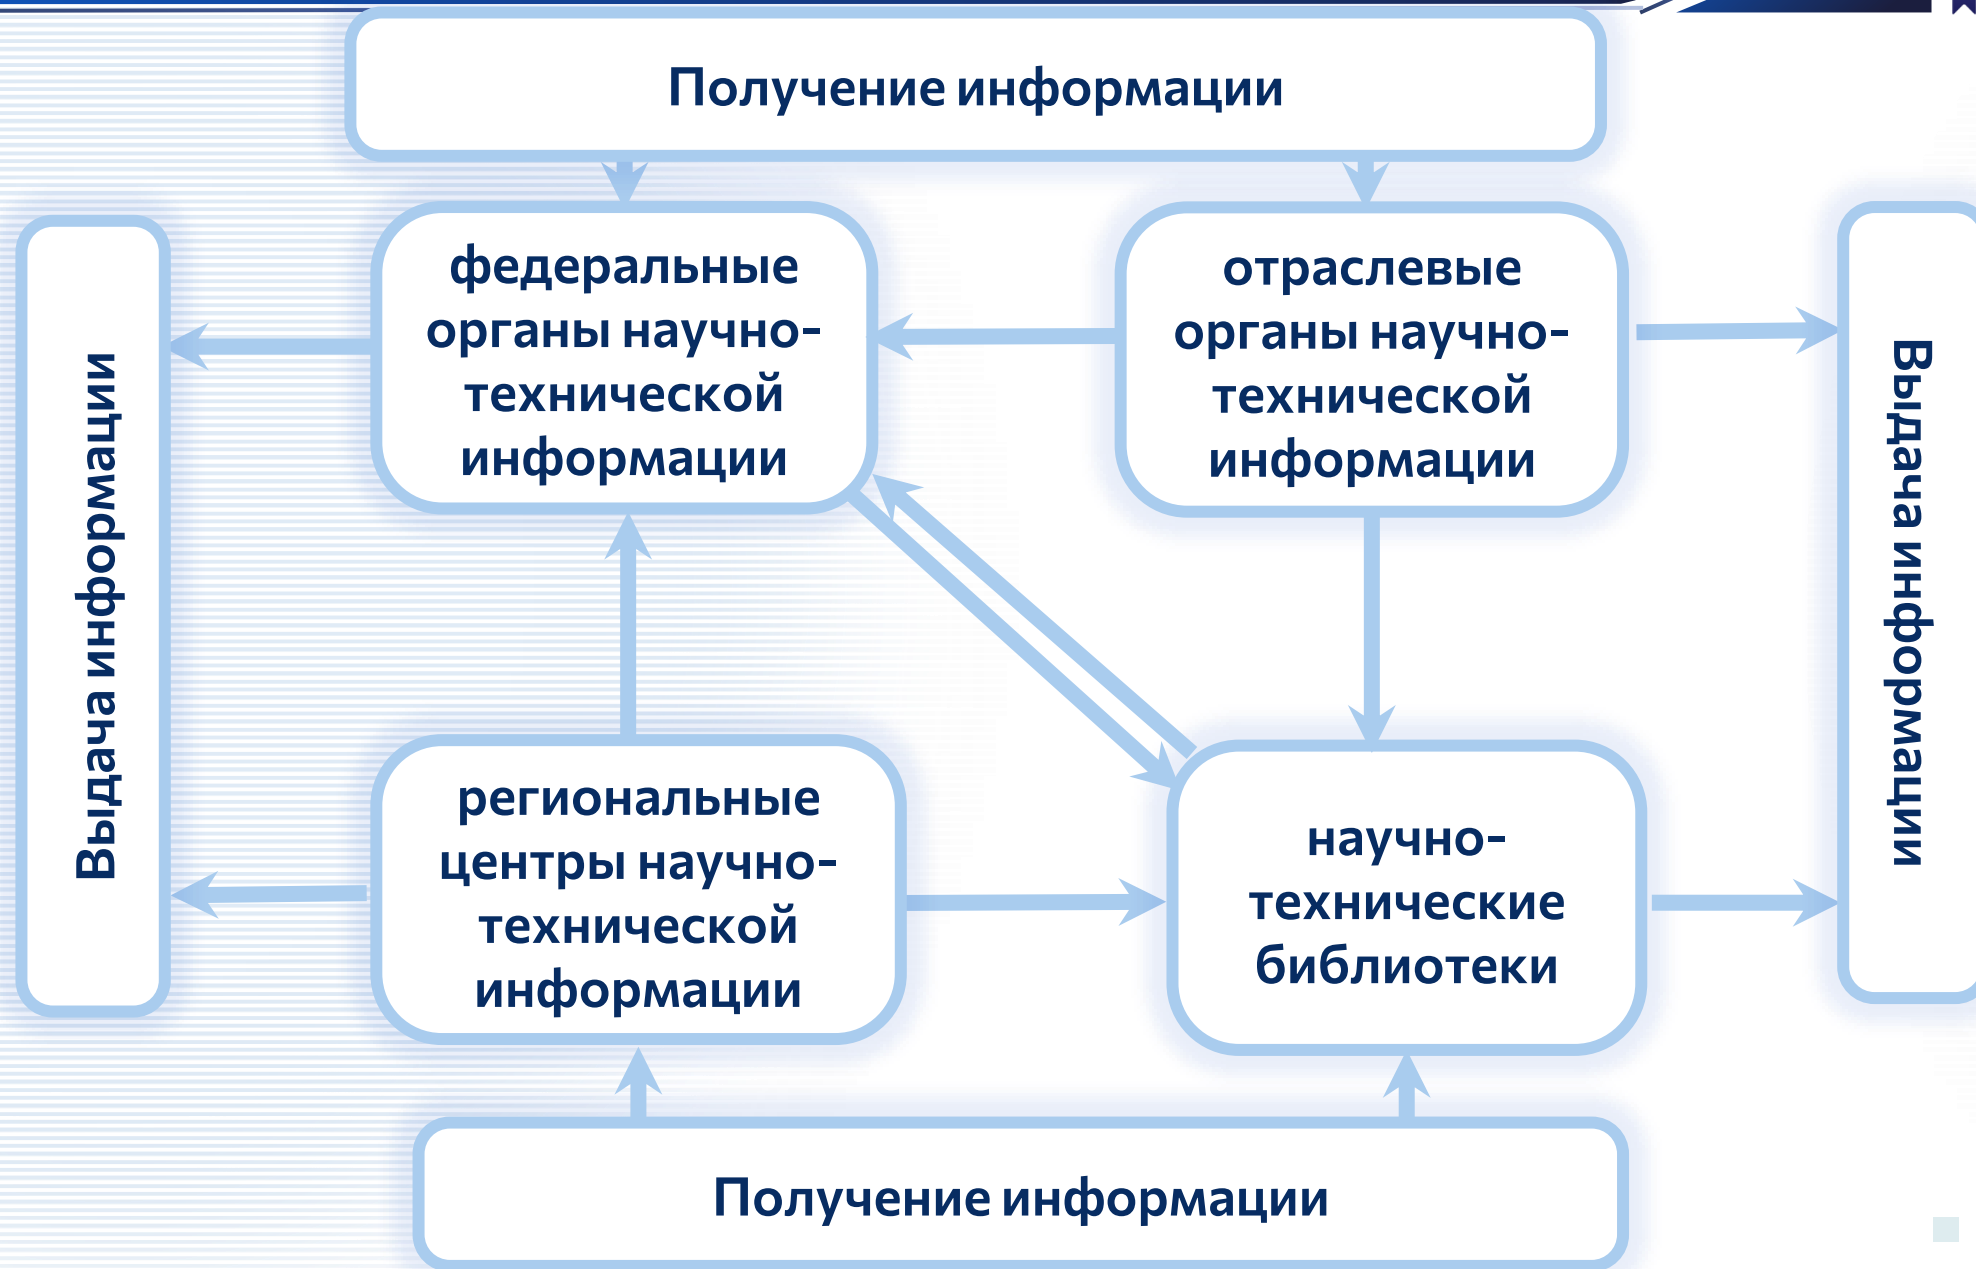 Получение информации
федеральные
органы научно-
технической
информации
отраслевые
органы научно-
технической
информации
Выдача информации
Выдача информации
региональные
центры научно-
технической
информации
научно-
технические
библиотеки
Получение информации